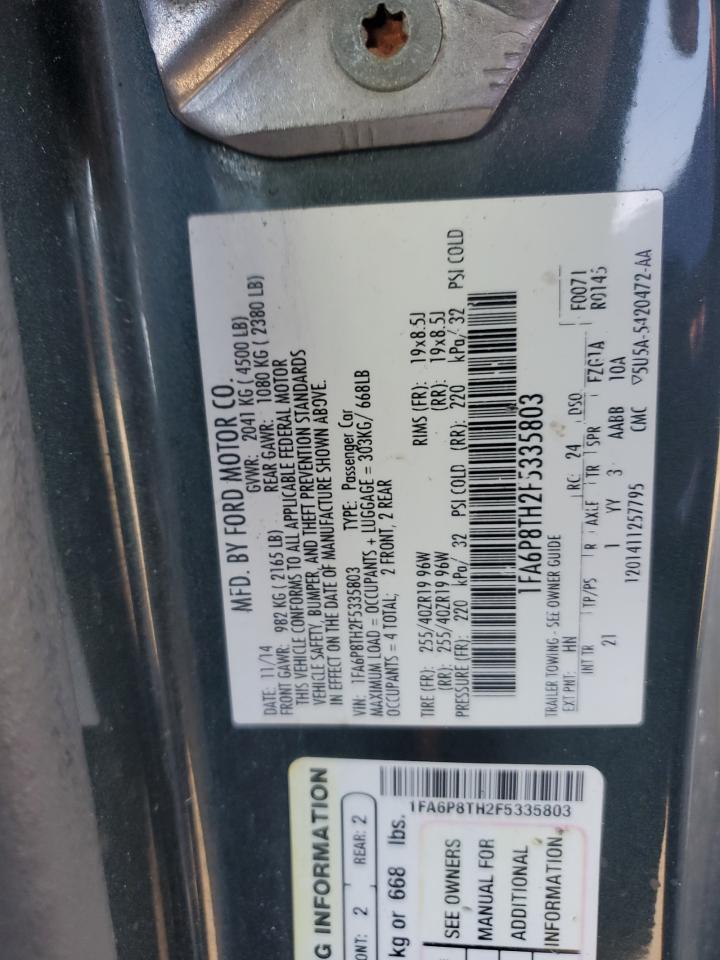 MFD. BY FORD MOTOR CO.
DATE: 11/14 GVWR: 2041 KG ( 4500 LB)
FRONT GAWR: 982 KG ( 2165 LB) REAR GAWR: 1080 KG ( 2380 LB)
THIS VEHICLE CONFORMS TO ALL APPLICABLE FEDERAL MOTOR
VEHICLE SAFETY, BUMPER, AND THEFT PREVENTION STANDARDS
IN EFFECT ON THE DATE OF MANUFACTURE SHOWN ABOVE.
VIN: 1FA6P8TH2F5335803 TYPE: Passenger Car
MAXIMUM LOAD = OCCUPANTS + LUGGAGE = 303KG/ 668LB
OCCUPANTS = 4 TOTAL; 2 FRONT, 2 REAR
TIRE (FR): 255/40ZR19 96W RIMS (FR): 19x8.5J
(RR): 255/40ZR19 96W (RR): 19x8.5J
PRESSURE (FR): 220 kPa/ 32 PSI COLD (RR): 220 kPa/ 32 PSI COLD
1FA6P8TH2F5335803
TRAILER TOWING - SEE OWNER GUIDE
EXT PNT: HN RC: 24 DSO F0071
R0145
INT TR TP/PS R AXLE TR SPR
21 1 YY 3 AABB 10A
1201411257795 CMC 5U5A-5420472-AA
G INFORMATION
ONT: 2 REAR: 2
kg or 668 lbs.
1FA6P8TH2F5335803
SEE OWNERS
MANUAL FOR
ADDITIONAL
INFORMATION